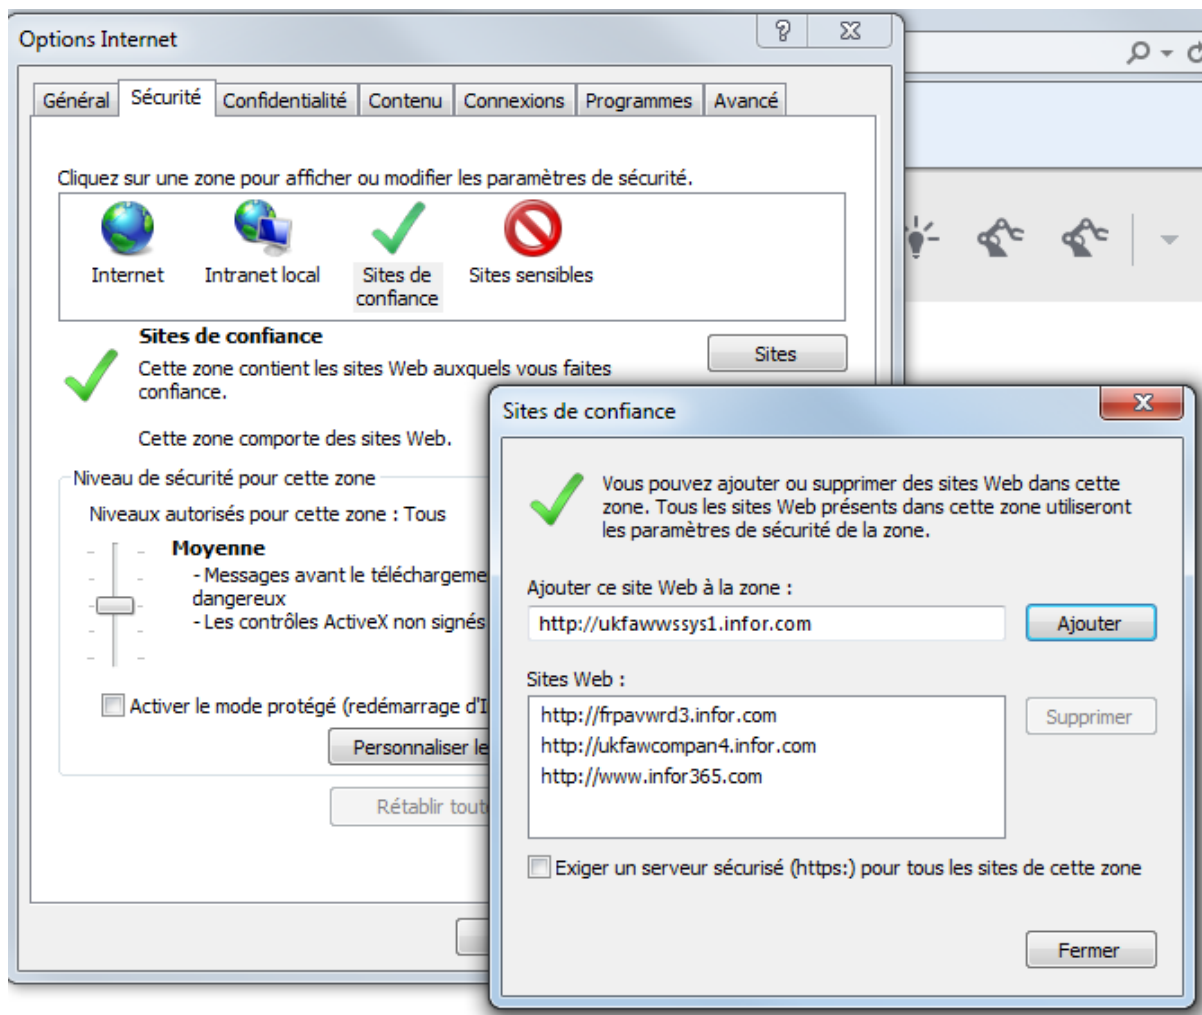 Options Internet
Général Sécurité Confidentialité Contenu Connexions Programmes Avancé
Cliquez sur une zone pour afficher ou modifier les paramètres de sécurité.
Internet Intranet local Sites de Sites sensibles
confiance
Sites de confiance
Sites
Cette zone contient les sites Web auxquels vous faites
confiance.
Cette zone comporte des sites Web.
Niveau de sécurité pour cette zone
Niveaux autorisés pour cette zone : Tous
Moyenne
- Messages avant le
dangereux
- Les contrôles ActiveX non signés
Activer le mode protégé (redémarrage
Personnaliser
Rétablir
Sites de confiance
Vous pouvez ajouter ou supprimer des sites Web dans cette
zone. Tous les sites Web présents dans cette zone utiliseront
les paramètres de sécurité de la zone.
Ajouter ce site Web à la zone :
http://ukfawwssys1.infor.com
Ajouter
Sites Web :
http://frpavwrd3.infor.com
http://ukfawcompan4.infor.com
http://www.infor365.com
Supprimer
Exiger un serveur sécurisé (https:) pour tous les sites de cette zone
Fermer